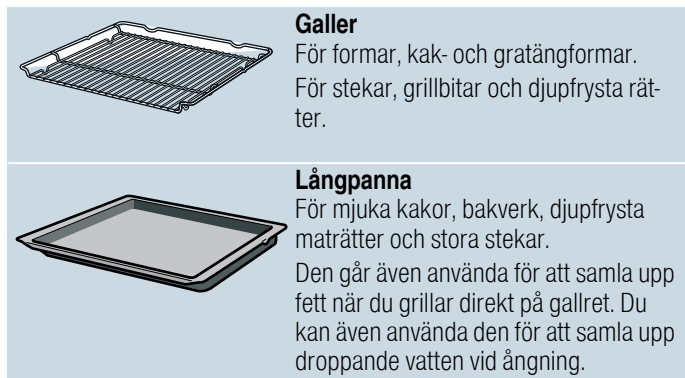 Galler
För formar, kak- och gratängformar.
För stekar, grillbitar och djupfrysta rät-
ter.
Långpanna
För mjuka kakor, bakverk, djupfrysta
maträtter och stora stekar.
Den går även använda för att samla upp
fett när du grillar direkt på gallret. Du
kan även använda den för att samla upp
droppande vatten vid ångning.